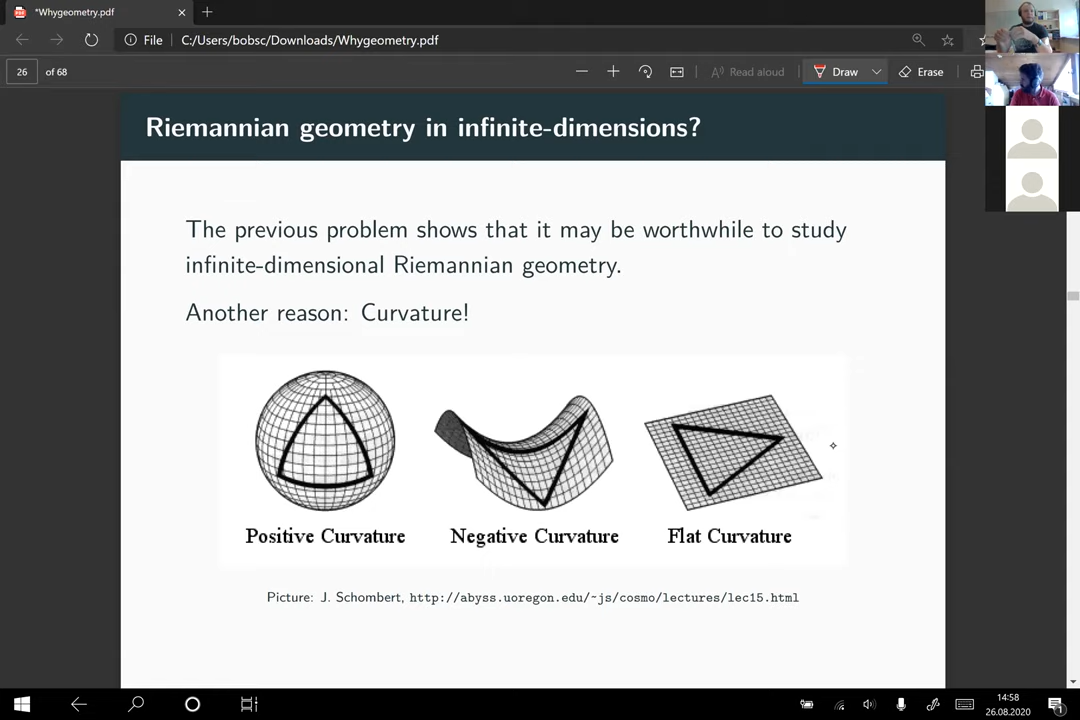 *Whygeometry.pdf
File C:/Users/bobsc/Downloads/Whygeometry.pdf
26 of 68 Read aloud Draw Erase
Riemannian geometry in infinite-dimensions?
The previous problem shows that it may be worthwhile to study
infinite-dimensional Riemannian geometry.
Another reason: Curvature!
Positive Curvature Negative Curvature Flat Curvature
Picture: J. Schombert, http://abyss.uoregon.edu/~js/cosmo/lectures/lec15.html
14:58
26.08.2020